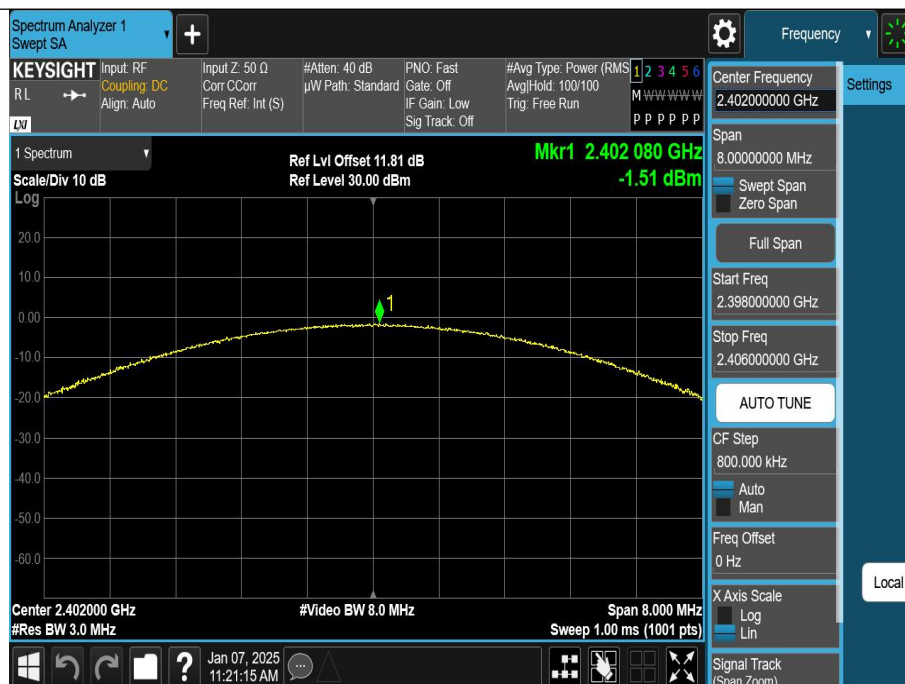 Spectrum Analyzer 1
Swept SA
Frequency
KEYSIGHT
RL
LXI
Input: RF
Coupling: DC
Align: Auto
Input Z: 50 Ω
Corr CCorr
Freq Ref: Int (S)
#Atten: 40 dB
µW Path: Standard
PNO: Fast
Gate: Off
IF Gain: Low
Sig Track: Off
#Avg Type: Power (RMS
Avg|Hold: 100/100
Trig: Free Run
1 2 3 4 5 6
M W W W W W
P P P P P P
Center Frequency
2.402000000 GHz
Settings
1 Spectrum
Scale/Div 10 dB
Log
Ref Lvl Offset 11.81 dB
Ref Level 30.00 dBm
Mkr1 2.402 080 GHz
-1.51 dBm
Span
8.00000000 MHz
Swept Span
Zero Span
Full Span
Start Freq
2.398000000 GHz
Stop Freq
2.406000000 GHz
AUTO TUNE
CF Step
800.000 kHz
Auto
Man
Freq Offset
0 Hz
X Axis Scale
Log
Lin
Signal Track
(Span Zoom)
Local
20.0
10.0
0.00
-10.0
-20.0
-30.0
-40.0
-50.0
-60.0
1
Center 2.402000 GHz
#Res BW 3.0 MHz
#Video BW 8.0 MHz
Span 8.000 MHz
Sweep 1.00 ms (1001 pts)
?
Jan 07, 2025
11:21:15 AM